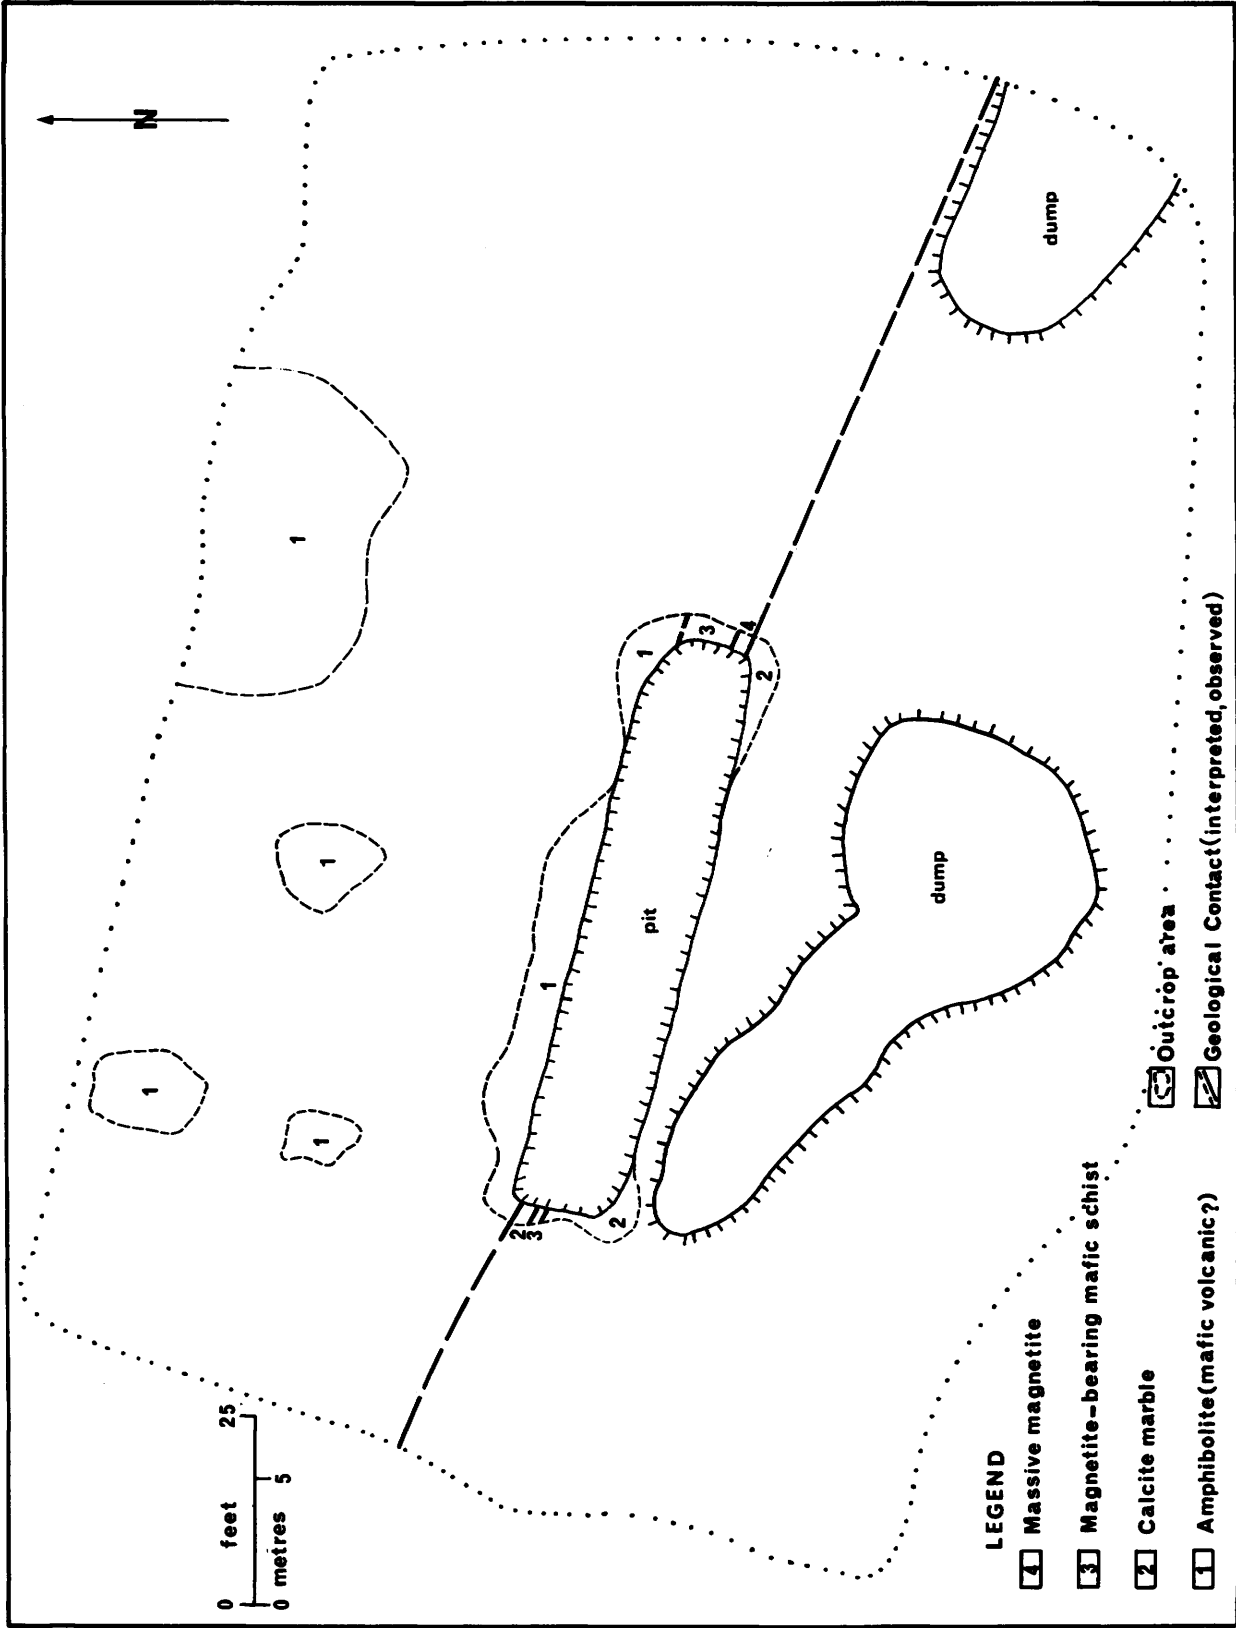 N
1
1
1
1
1
pit
1
3
4
2
2
3
2
dump
dump
feet
0 25
0 5
metres
LEGEND
4 Massive magnetite
3 Magnetite-bearing mafic schist
2 Calcite marble
1 Amphibolite(mafic volcanic?)
Outcrop area
Geological Contact(interpreted,observed)